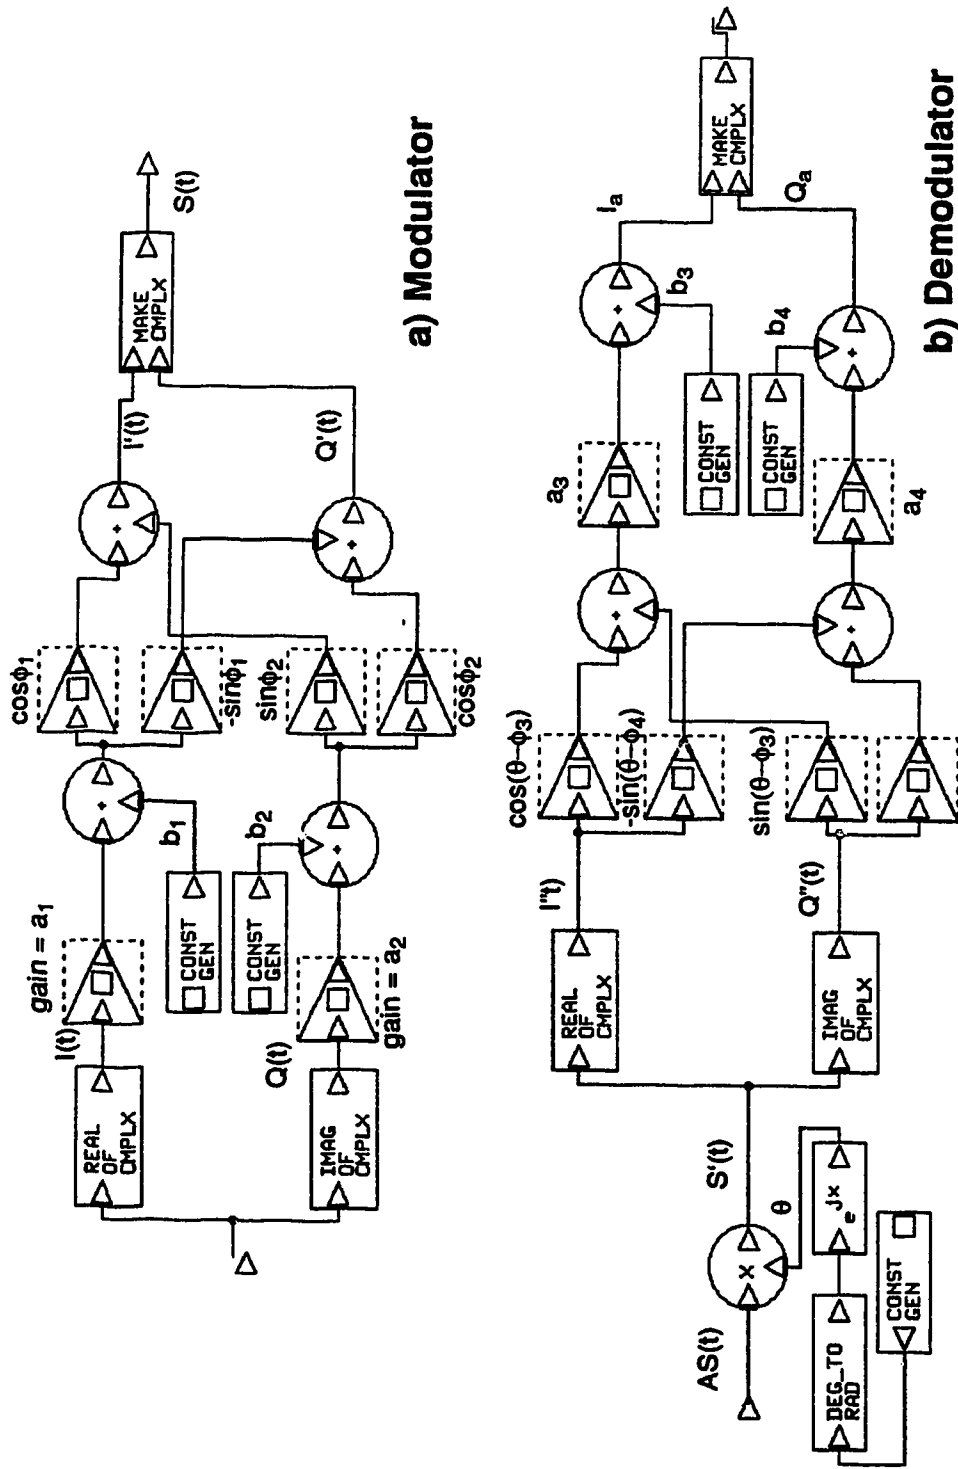 REAL
OF
CMPLX
I(t)
gain = a1
CONST
GEN
b1
+
cosϕ1
-sinϕ1
+
I'(t)
IMAG
OF
CMPLX
Q(t)
gain = a2
CONST
GEN
b2
+
sinϕ2
cosϕ2
+
Q'(t)
MAKE
CMPLX
S(t)
a) Modulator
AS(t)
X
S'(t)
θ
DEG_TO
RAD
e jx
CONST
GEN
REAL
OF
CMPLX
I"t)
cos(θ-ϕ3)
-sin(θ-ϕ4)
+
a3
CONST
GEN
b3
+
Ia
IMAG
OF
CMPLX
Q"(t)
sin(θ-ϕ3)
+
a4
CONST
GEN
b4
+
Qa
MAKE
CMPLX
b) Demodulator